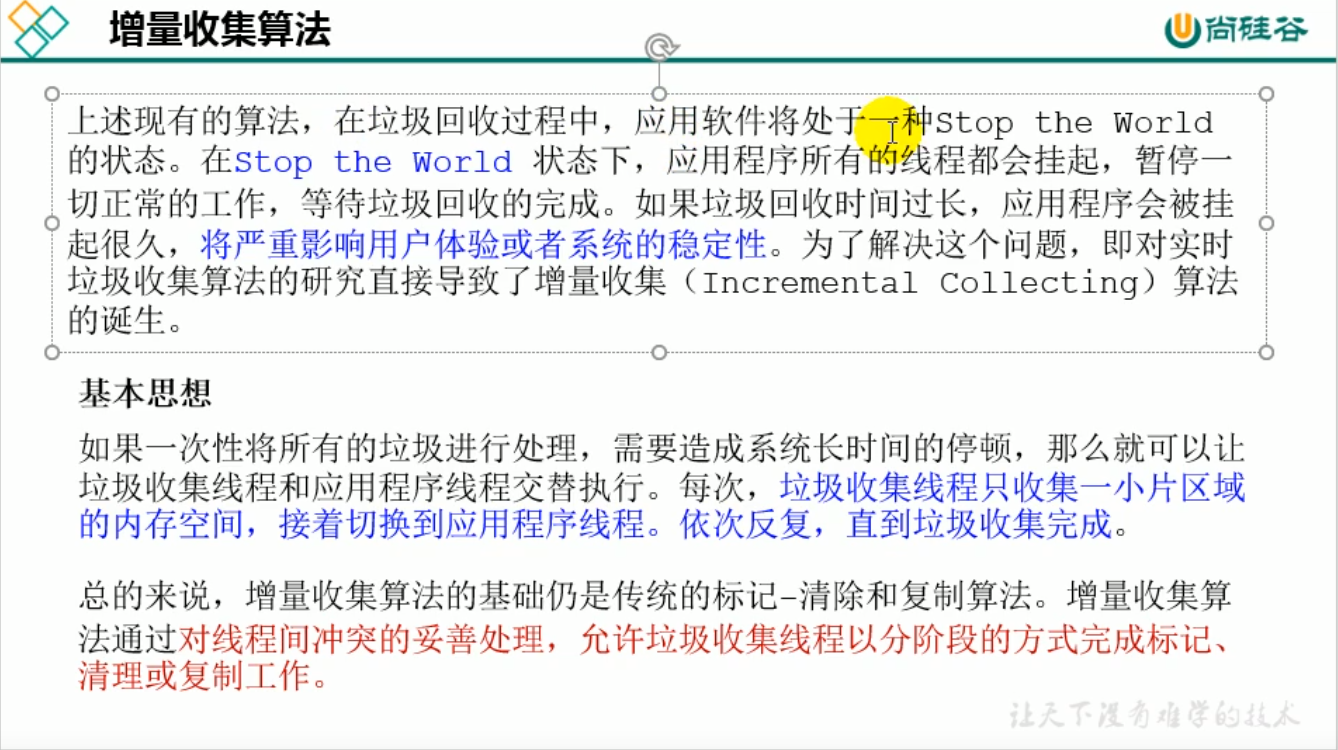 增量收集算法
尚硅谷
上述现有的算法，在垃圾回收过程中，应用软件将处于一种Stop the World
的状态。在Stop the World 状态下，应用程序所有的线程都会挂起，暂停一
切正常的工作，等待垃圾回收的完成。如果垃圾回收时间过长，应用程序会被挂
起很久，将严重影响用户体验或者系统的稳定性。为了解决这个问题，即对实时
垃圾收集算法的研究直接导致了增量收集（Incremental Collecting）算法
的诞生。
基本思想
如果一次性将所有的垃圾进行处理，需要造成系统长时间的停顿，那么就可以让
垃圾收集线程和应用程序线程交替执行。每次，垃圾收集线程只收集一小片区域
的内存空间，接着切换到应用程序线程。依次反复，直到垃圾收集完成。
总的来说，增量收集算法的基础仍是传统的标记-清除和复制算法。增量收集算
法通过对线程间冲突的妥善处理，允许垃圾收集线程以分阶段的方式完成标记、
清理或复制工作。
让天下没有难学的技术